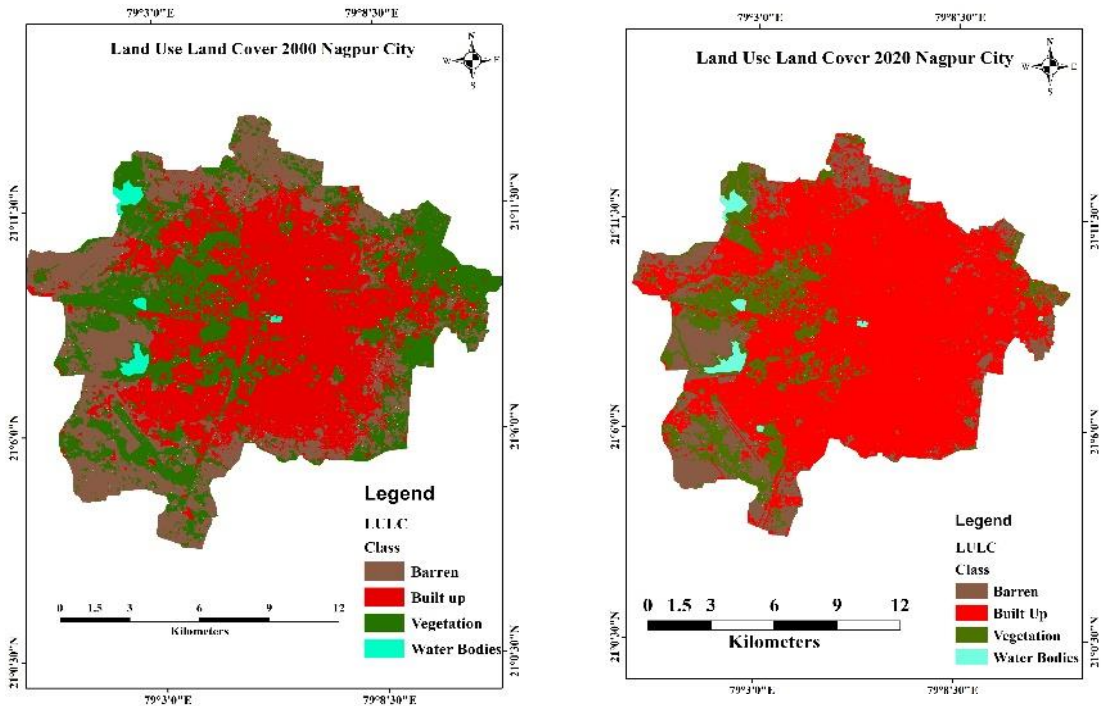 79°3'0"E 79°8'30"E
Land Use Land Cover 2000 Nagpur City
N
W E
S
21°11'30"N 21°11'30"N
21°6'0"N 21°6'0"N
21°0'30"N 21°0'30"N
Legend
LULC
Class
Barren
Built up
Vegetation
Water Bodies
0 1.5 3 6 9 12
Kilometers
79°3'0"E 79°8'30"E
79°3'0"E 79°8'30"E
Land Use Land Cover 2020 Nagpur City
N
W E
S
21°11'30"N 21°11'30"N
21°6'0"N 21°6'0"N
21°0'30"N 21°0'30"N
Legend
LULC
Class
Barren
Built Up
Vegetation
Water Bodies
0 1.5 3 6 9 12
Kilometers
79°3'0"E 79°8'30"E